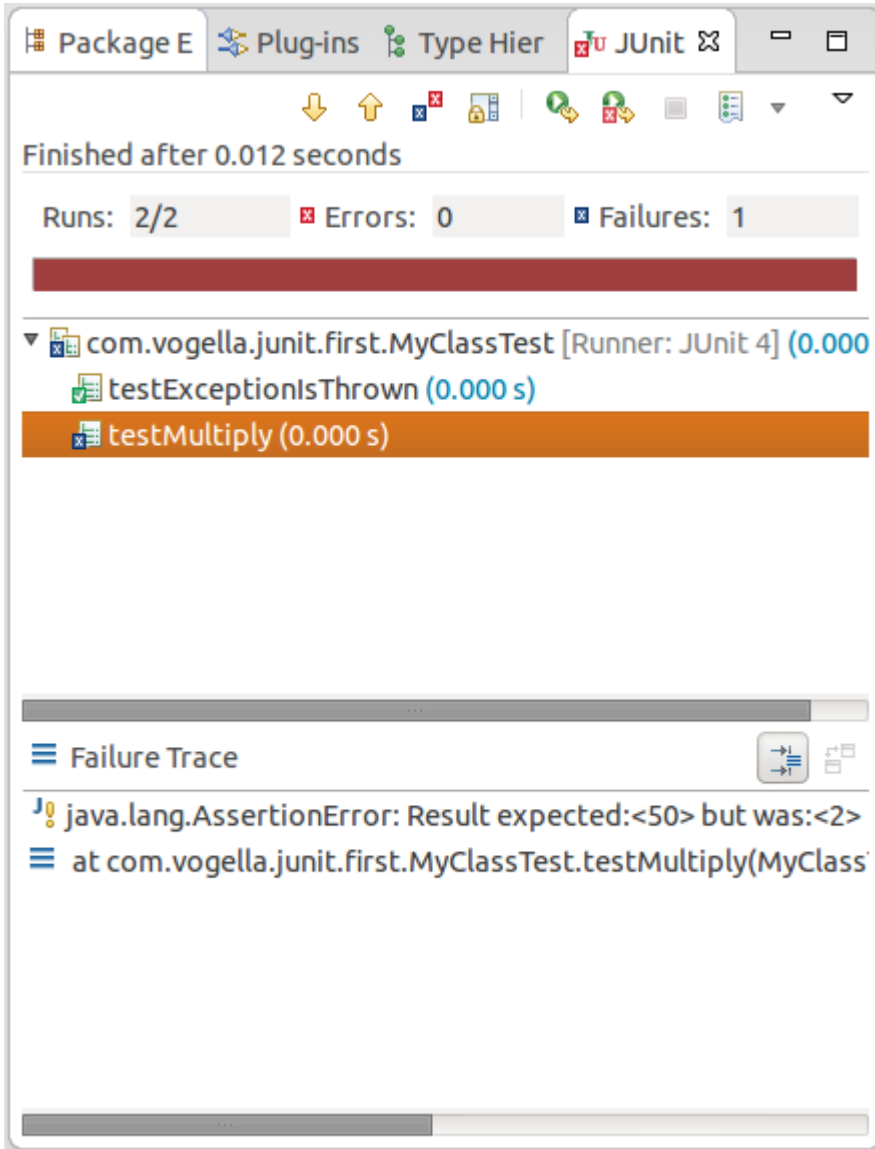 Package E Plug-ins Type Hier JUnit
Finished after 0.012 seconds
Runs: 2/2 Errors: 0 Failures: 1
com.vogella.junit.first.MyClassTest [Runner: JUnit 4] (0.000
testExceptionIsThrown (0.000 s)
testMultiply (0.000 s)
Failure Trace
java.lang.AssertionError: Result expected:<50> but was:<2>
at com.vogella.junit.first.MyClassTest.testMultiply(MyClass